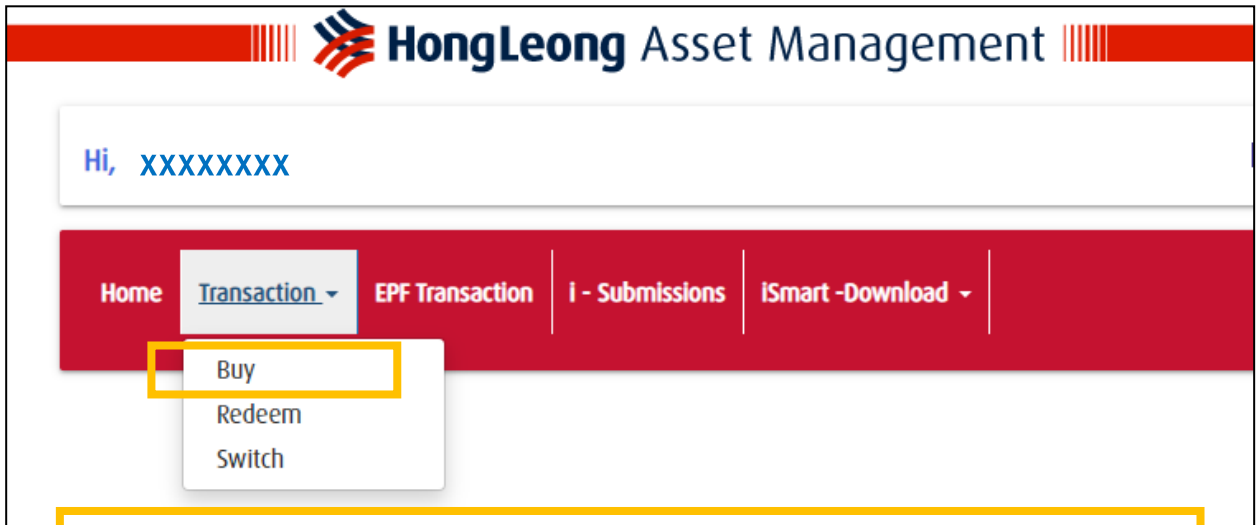 HongLeong Asset Management
Hi, XXXXXXXX
Home Transaction EPF Transaction i - Submissions iSmart -Download
Buy
Redeem
Switch